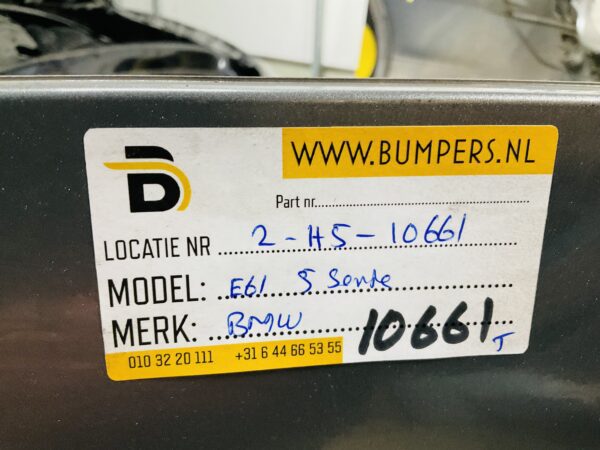 WWW.BUMPERS.NL
Part nr
LOCATIE NR 2-H5-10661
MODEL: E61 5 Serie
MERK: BMW
10661 T
010 32 20 111 +31 6 44 66 53 55